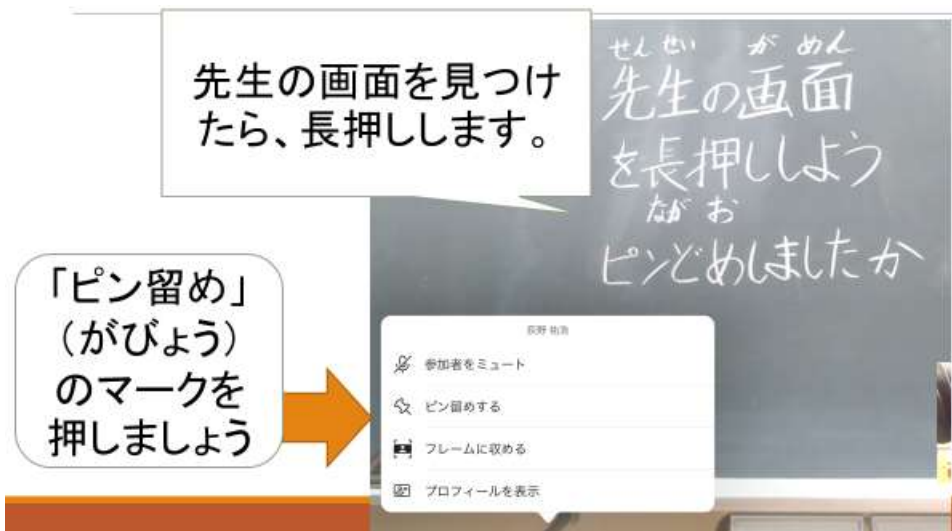 先生の画面を見つけ
たら、長押しします。
せんせい がめん
先生の画面
を長押ししよう
ながお
ピンどめしましたか
「ピン留め」
（がびょう）
のマークを
押しましょう
参加者をミュート
ピン留めする
フレームに収める
プロフィールを表示